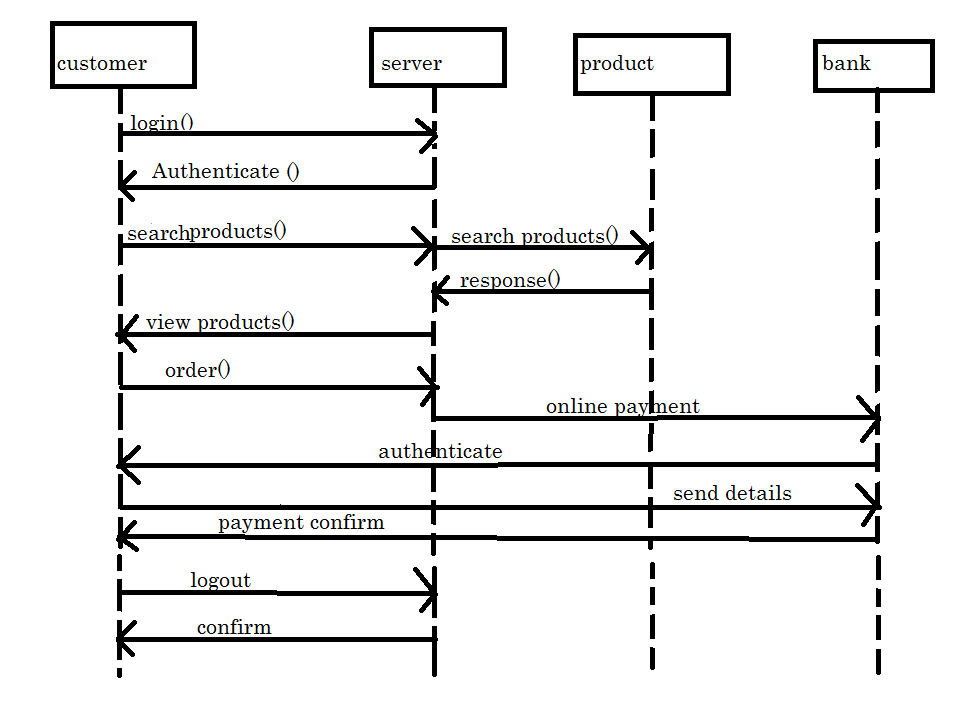 customer
server
product
bank
login()
Authenticate ()
searchproducts()
search products()
response()
view products()
order()
online payment
authenticate
send details
payment confirm
logout
confirm